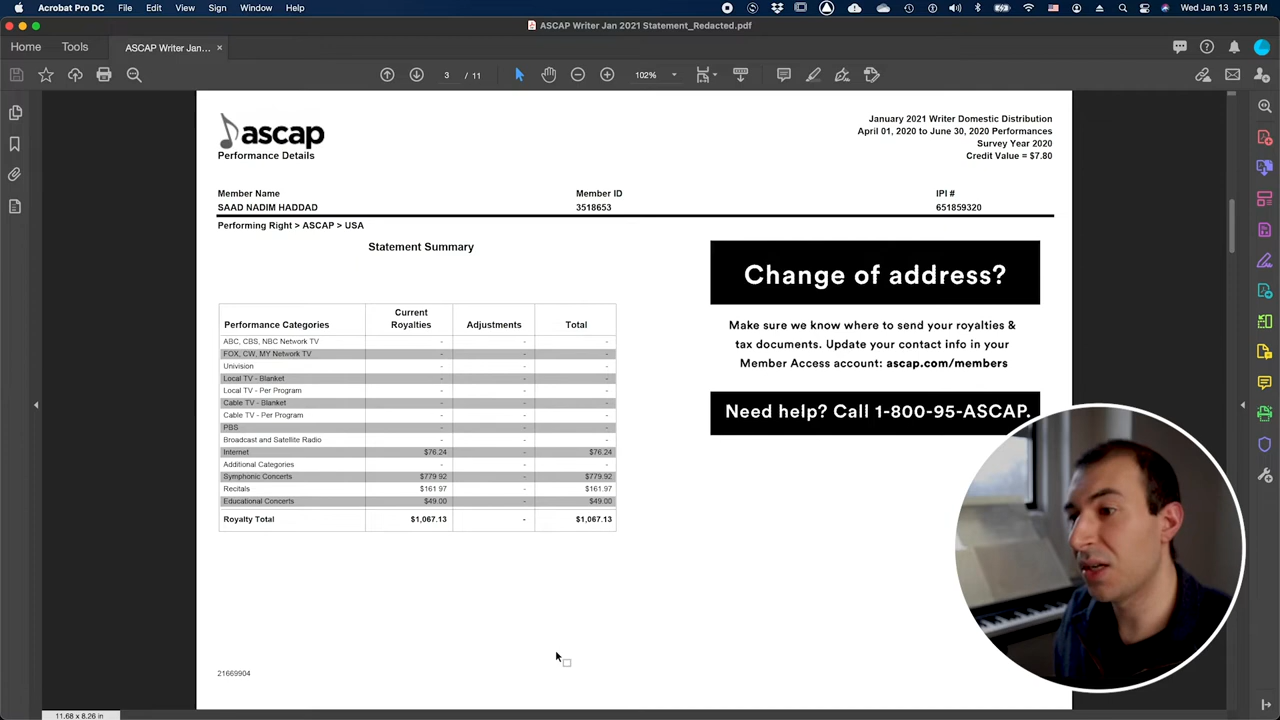 Acrobat Pro DC File Edit View Sign Window Help Wed Jan 13 3:15 PM
ASCAP Writer Jan 2021 Statement_Redacted.pdf
Home Tools ASCAP Writer Jan... ×
3 / 11 102%
ascap
Performance Details
January 2021 Writer Domestic Distribution
April 01, 2020 to June 30, 2020 Performances
Survey Year 2020
Credit Value = $7.80
Member Name Member ID IPI #
SAAD NADIM HADDAD 3518653 651859320
Performing Right > ASCAP > USA
Statement Summary
Performance Categories Current Royalties Adjustments Total
ABC, CBS, NBC Network TV - - -
FOX, CW, MY Network TV - - -
Univision - - -
Local TV - Blanket - - -
Local TV - Per Program - - -
Cable TV - Blanket - - -
Cable TV - Per Program - - -
PBS - - -
Broadcast and Satellite Radio - - -
Internet $76.24 - $76.24
Additional Categories - - -
Symphonic Concerts $779.92 - $779.92
Recitals $161.97 - $161.97
Educational Concerts $49.00 - $49.00
Royalty Total $1,067.13 - $1,067.13
Change of address?
Make sure we know where to send your royalties &
tax documents. Update your contact info in your
Member Access account: ascap.com/members
Need help? Call 1-800-95-ASCAP.
21669904
11.68 x 8.26 in